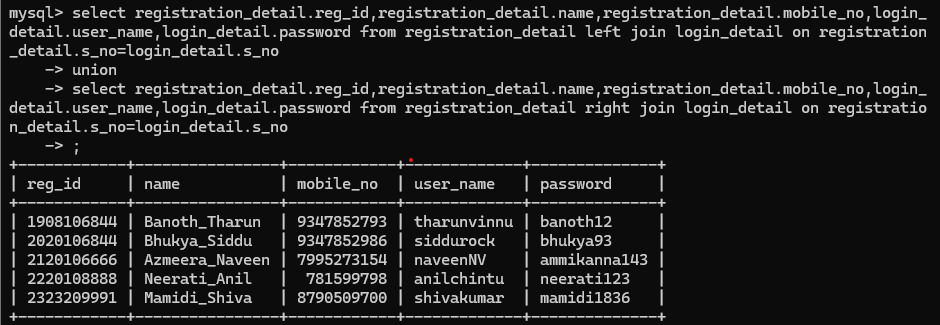 mysql> select registration_detail.reg_id,registration_detail.name,registration_detail.mobile_no,login_
detail.user_name,login_detail.password from registration_detail left join login_detail on registration
_detail.s_no=login_detail.s_no
    -> union
    -> select registration_detail.reg_id,registration_detail.name,registration_detail.mobile_no,login_
detail.user_name,login_detail.password from registration_detail right join login_detail on registratio
n_detail.s_no=login_detail.s_no
    -> ;
+------------+----------------+------------+-------------+--------------+
| reg_id     | name           | mobile_no  | user_name   | password     |
+------------+----------------+------------+-------------+--------------+
| 1908106844 | Banoth_Tharun  | 9347852793 | tharunvinnu | banoth12     |
| 2020106844 | Bhukya_Siddu   | 9347852986 | siddurock   | bhukya93     |
| 2120106666 | Azmeera_Naveen | 7995273154 | naveenNV    | ammikanna143 |
| 2220108888 | Neerati_Anil   |  781599798 | anilchintu  | neerati123   |
| 2323209991 | Mamidi_Shiva   | 8790509700 | shivakumar  | mamidi1836   |
+------------+----------------+------------+-------------+--------------+